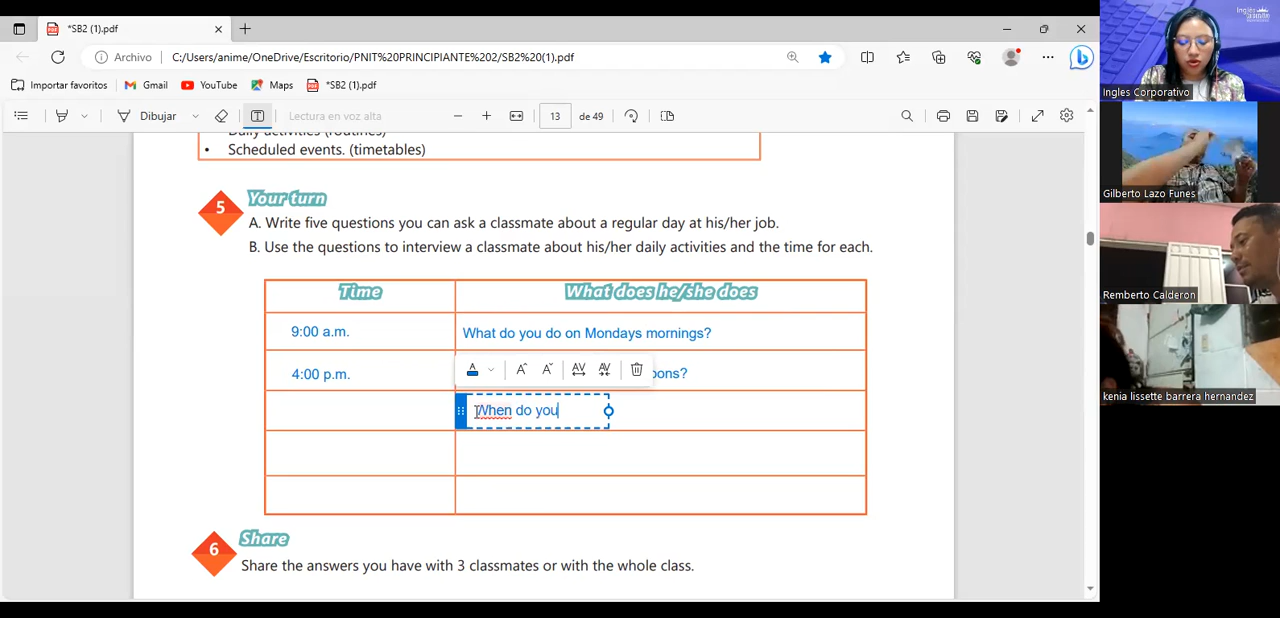 *SB2 (1).pdf
Archivo
C:/Users/anime/OneDrive/Escritorio/PNIT%20PRINCIPIANTE%202/SB2%20(1).pdf
Importar favoritos
Gmail
YouTube
Maps
*SB2 (1).pdf
Dibujar
Lectura en voz alta
13
de 49
Daily activities (routines)
• Scheduled events. (timetables)
5
Your turn
A. Write five questions you can ask a classmate about a regular day at his/her job.
B. Use the questions to interview a classmate about his/her daily activities and the time for each.
Time
What does he/she does
9:00 a.m.
What do you do on Mondays mornings?
4:00 p.m.
When do you
6
Share
Share the answers you have with 3 classmates or with the whole class.
Ingles Corporativo
Gilberto Lazo Funes
Remberto Calderon
kenia lissette barrera hernandez